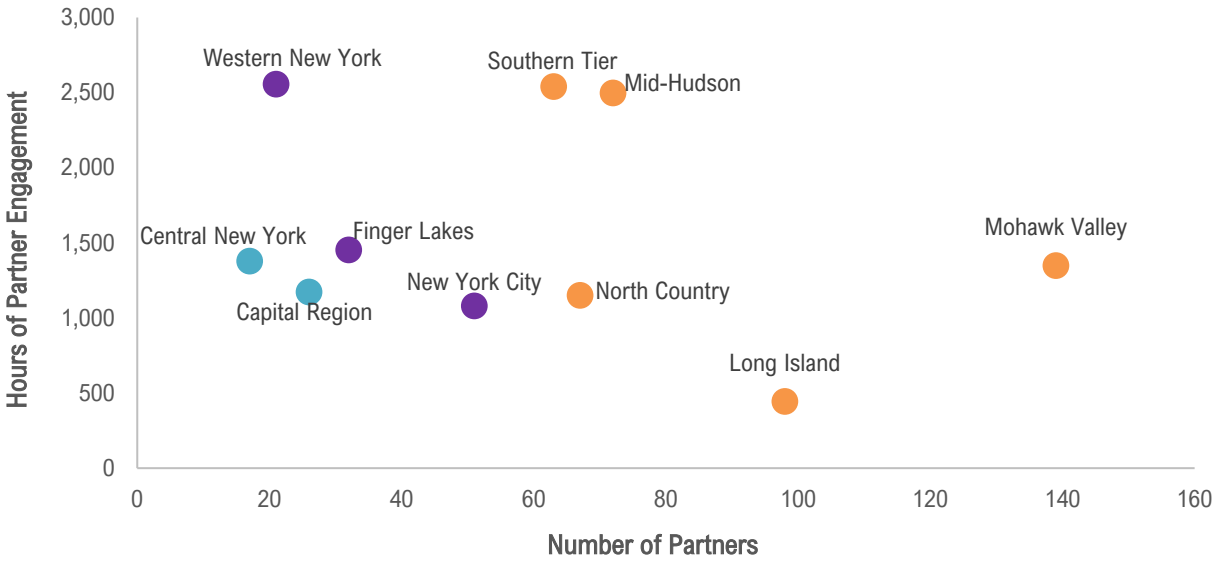 3,000
2,500
2,000
1,500
1,000
500
0
Hours of Partner Engagement
Western New York
Southern Tier
Mid-Hudson
Central New York
Finger Lakes
Mohawk Valley
New York City
North Country
Capital Region
Long Island
0 20 40 60 80 100 120 140 160
Number of Partners